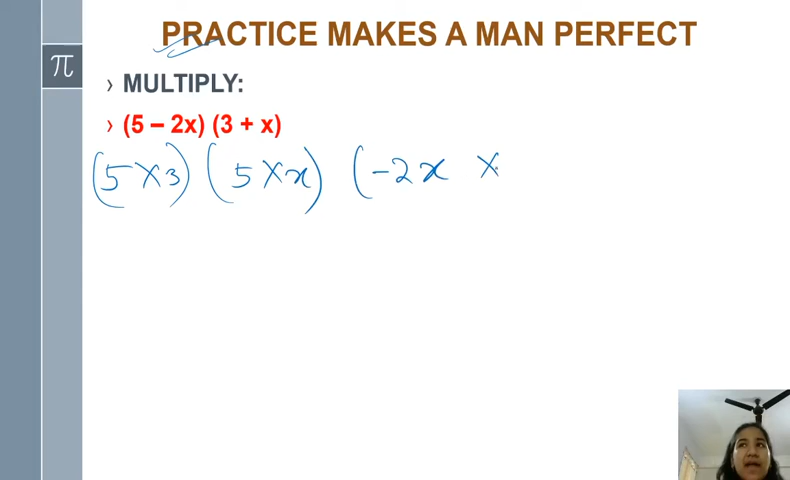 PRACTICE MAKES A MAN PERFECT
π
› MULTIPLY:
› (5 – 2x) (3 + x)
(5 × 3) (5 × x) (-2x ×